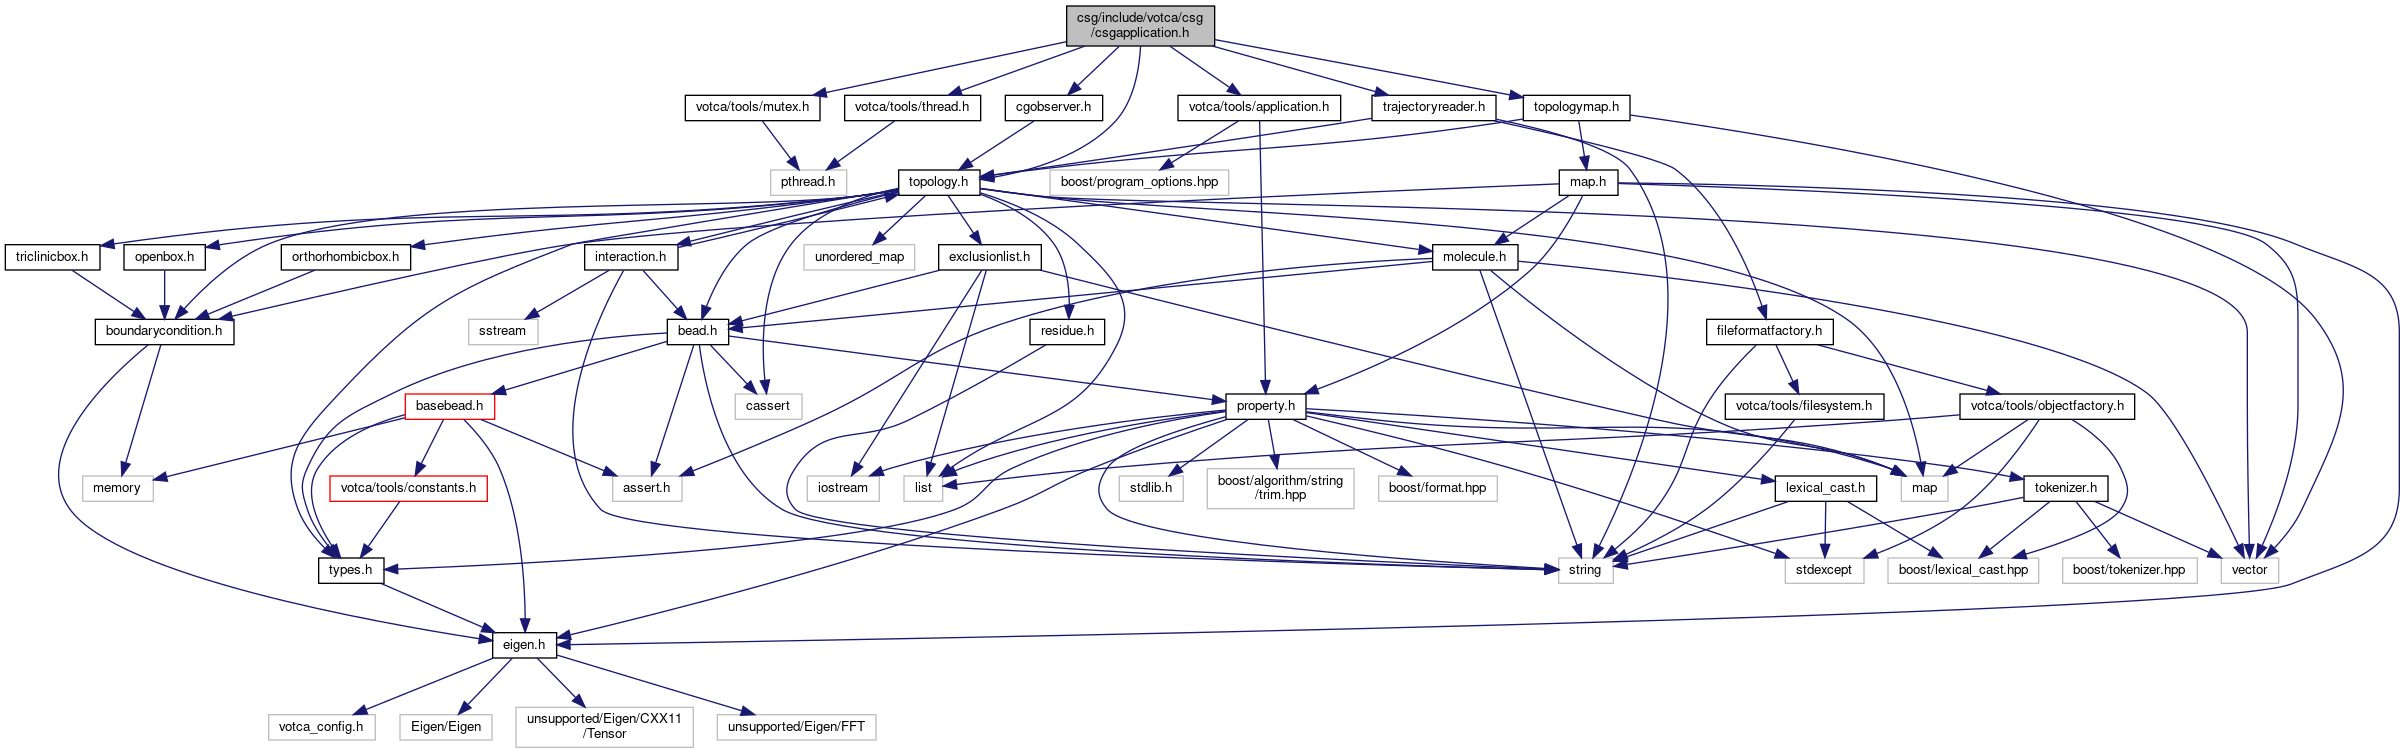 csg/include/votca/csg
/csgapplication.h
votca/tools/mutex.h
votca/tools/thread.h
cgobserver.h
votca/tools/application.h
trajectoryreader.h
topologymap.h
pthread.h
topology.h
boost/program_options.hpp
map.h
triclinicbox.h
openbox.h
orthorhombicbox.h
interaction.h
unordered_map
exclusionlist.h
molecule.h
boundarycondition.h
sstream
bead.h
residue.h
fileformatfactory.h
basebead.h
cassert
property.h
votca/tools/filesystem.h
votca/tools/objectfactory.h
memory
votca/tools/constants.h
assert.h
iostream
list
stdlib.h
boost/algorithm/string
/trim.hpp
boost/format.hpp
lexical_cast.h
map
tokenizer.h
types.h
string
stdexcept
boost/lexical_cast.hpp
boost/tokenizer.hpp
vector
eigen.h
votca_config.h
Eigen/Eigen
unsupported/Eigen/CXX11
/Tensor
unsupported/Eigen/FFT